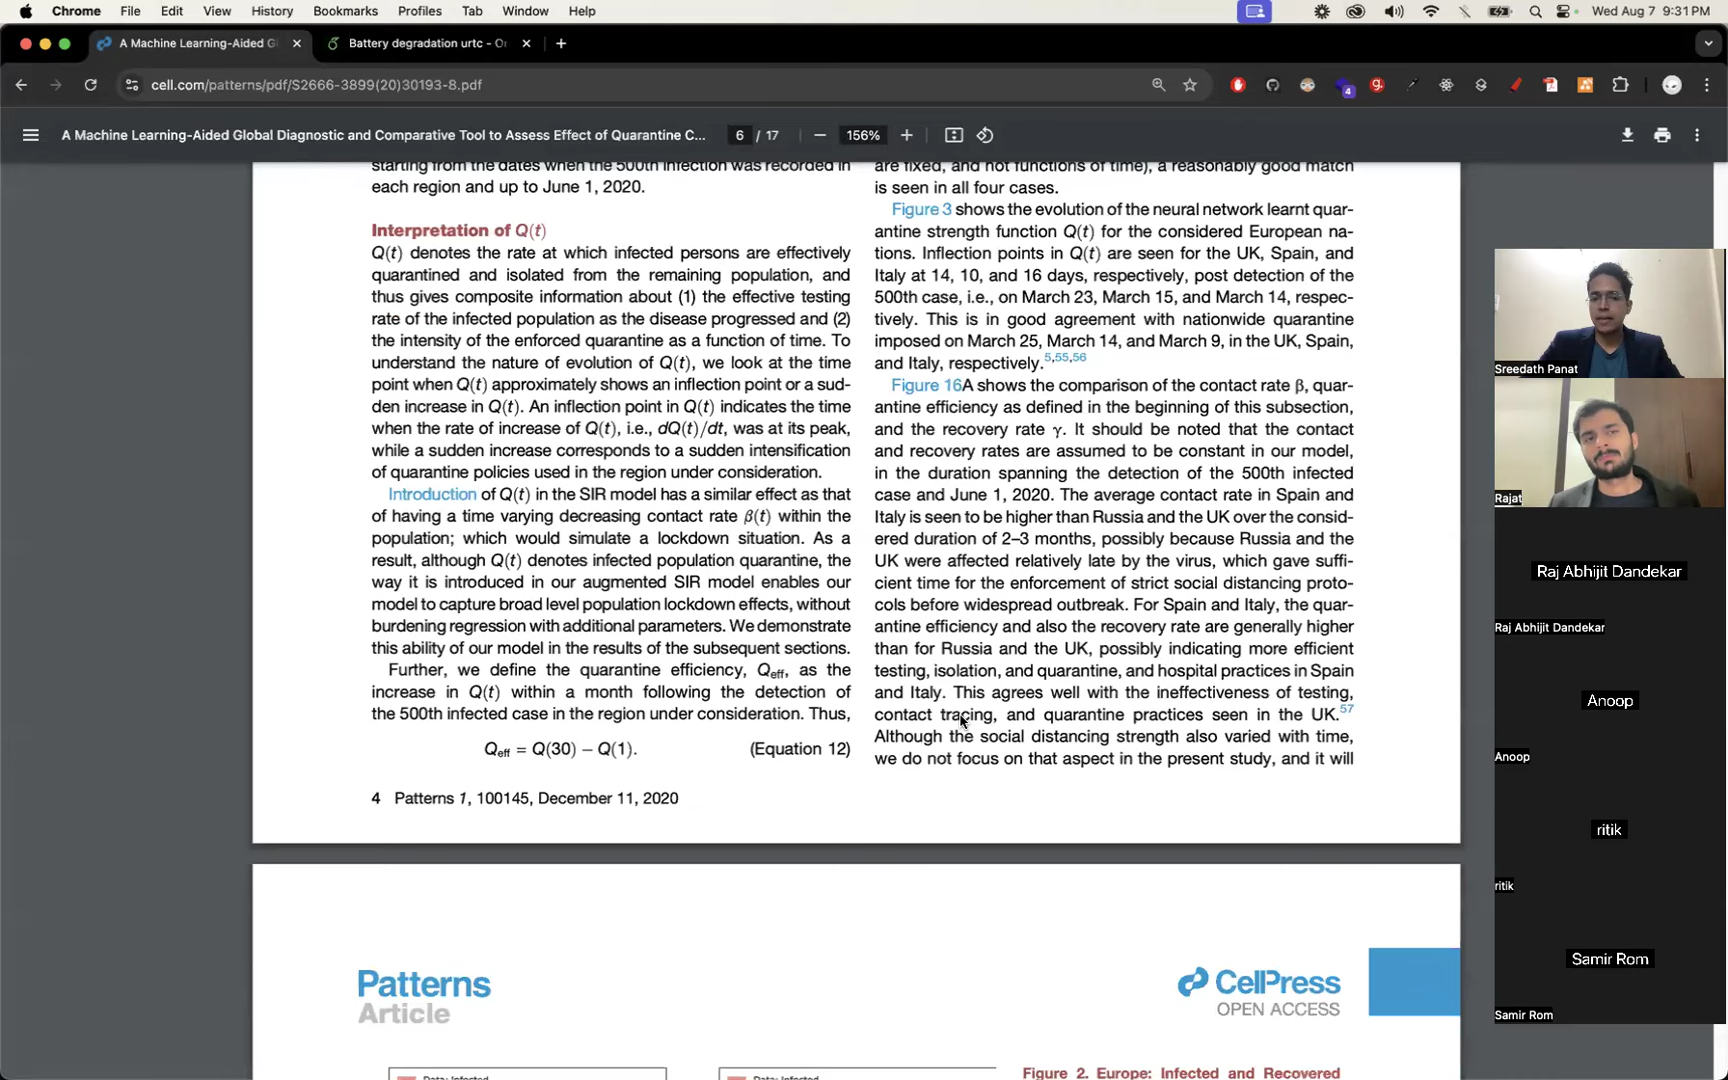 Chrome File Edit View History Bookmarks Profiles Tab Window Help Wed Aug 7 9:31 PM
A Machine Learning-Aided Gl
Battery degradation urtc - O
cell.com/patterns/pdf/S2666-3899(20)30193-8.pdf
4
A Machine Learning-Aided Global Diagnostic and Comparative Tool to Assess Effect of Quarantine C...
6 / 17
156%
starting from the dates when the 500th infection was recorded in
each region and up to June 1, 2020.
Interpretation of Q(t)
Q(t) denotes the rate at which infected persons are effectively
quarantined and isolated from the remaining population, and
thus gives composite information about (1) the effective testing
rate of the infected population as the disease progressed and (2)
the intensity of the enforced quarantine as a function of time. To
understand the nature of evolution of Q(t), we look at the time
point when Q(t) approximately shows an inflection point or a sud-
den increase in Q(t). An inflection point in Q(t) indicates the time
when the rate of increase of Q(t), i.e., dQ(t)/dt, was at its peak,
while a sudden increase corresponds to a sudden intensification
of quarantine policies used in the region under consideration.
Introduction of Q(t) in the SIR model has a similar effect as that
of having a time varying decreasing contact rate β(t) within the
population; which would simulate a lockdown situation. As a
result, although Q(t) denotes infected population quarantine, the
way it is introduced in our augmented SIR model enables our
model to capture broad level population lockdown effects, without
burdening regression with additional parameters. We demonstrate
this ability of our model in the results of the subsequent sections.
Further, we define the quarantine efficiency, Qeff, as the
increase in Q(t) within a month following the detection of
the 500th infected case in the region under consideration. Thus,
Qeff = Q(30) − Q(1). (Equation 12)
4 Patterns 1, 100145, December 11, 2020
are fixed, and not functions of time), a reasonably good match
is seen in all four cases.
Figure 3 shows the evolution of the neural network learnt quar-
antine strength function Q(t) for the considered European na-
tions. Inflection points in Q(t) are seen for the UK, Spain, and
Italy at 14, 10, and 16 days, respectively, post detection of the
500th case, i.e., on March 23, March 15, and March 14, respec-
tively. This is in good agreement with nationwide quarantine
imposed on March 25, March 14, and March 9, in the UK, Spain,
and Italy, respectively.5,55,56
Figure 16A shows the comparison of the contact rate β, quar-
antine efficiency as defined in the beginning of this subsection,
and the recovery rate γ. It should be noted that the contact
and recovery rates are assumed to be constant in our model,
in the duration spanning the detection of the 500th infected
case and June 1, 2020. The average contact rate in Spain and
Italy is seen to be higher than Russia and the UK over the consid-
ered duration of 2–3 months, possibly because Russia and the
UK were affected relatively late by the virus, which gave suffi-
cient time for the enforcement of strict social distancing proto-
cols before widespread outbreak. For Spain and Italy, the quar-
antine efficiency and also the recovery rate are generally higher
than for Russia and the UK, possibly indicating more efficient
testing, isolation, and quarantine, and hospital practices in Spain
and Italy. This agrees well with the ineffectiveness of testing,
contact tracing, and quarantine practices seen in the UK.57
Although the social distancing strength also varied with time,
we do not focus on that aspect in the present study, and it will
Patterns
Article
CellPress
OPEN ACCESS
Data: Infected
Data: Infected
Figure 2. Europe: Infected and Recovered
Sreedath Panat
Rajat
Raj Abhijit Dandekar
Raj Abhijit Dandekar
Anoop
Anoop
ritik
ritik
Samir Rom
Samir Rom